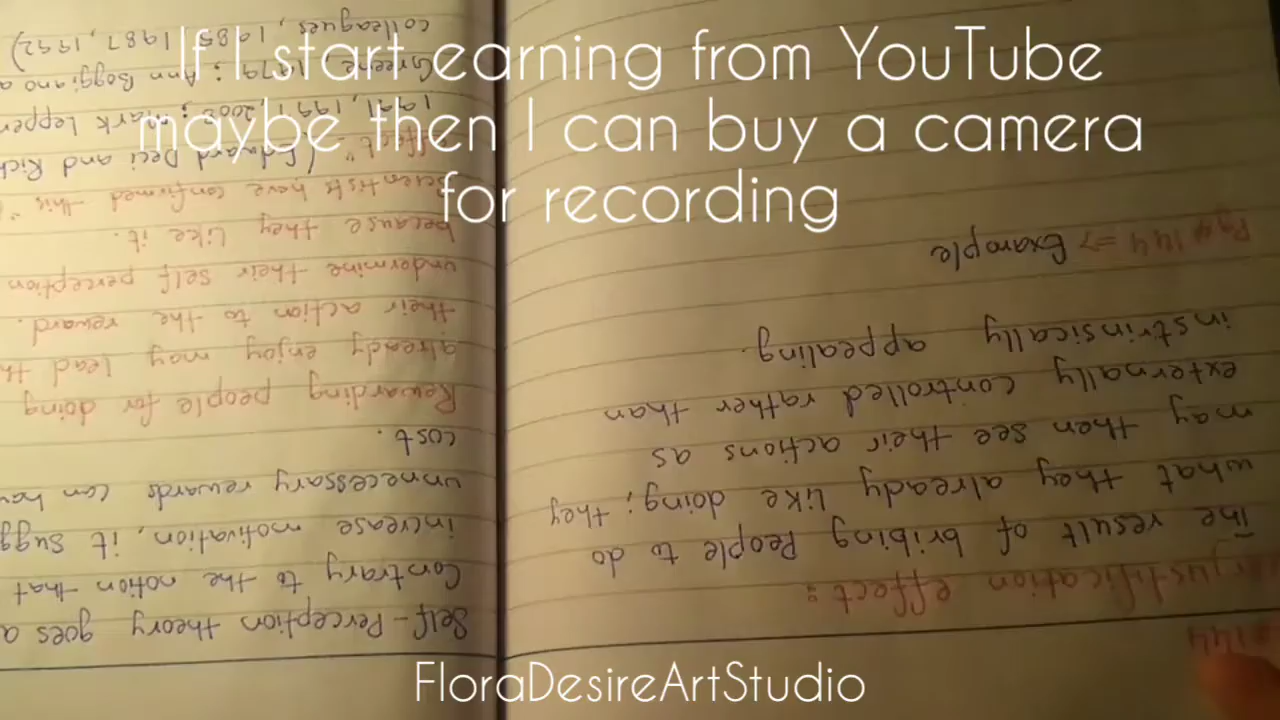 If I start earning from YouTube
maybe then I can buy a camera
for recording
144
justification effect:
The result of bribing People to do
what they already like doing; they
may then see their actions as
externally controlled rather than
instrinsically appealing.
Pg#144 => Example
Self-Perception theory goes
Contrary to the notion that
increase motivation, it sugg
unnecessary rewards can hav
cost.
Rewarding people for doing
already enjoy may lead th
their action to the reward.
undermine their self perception
because they like it.
scientists have confirmed this
effect" (Edward Deci and Rich
1991, 1997, 2008; Mark Lepper
Greene, 1979; Ann Boggiano a
colleagues, 1985, 1987, 1992)
FloraDesireArtStudio